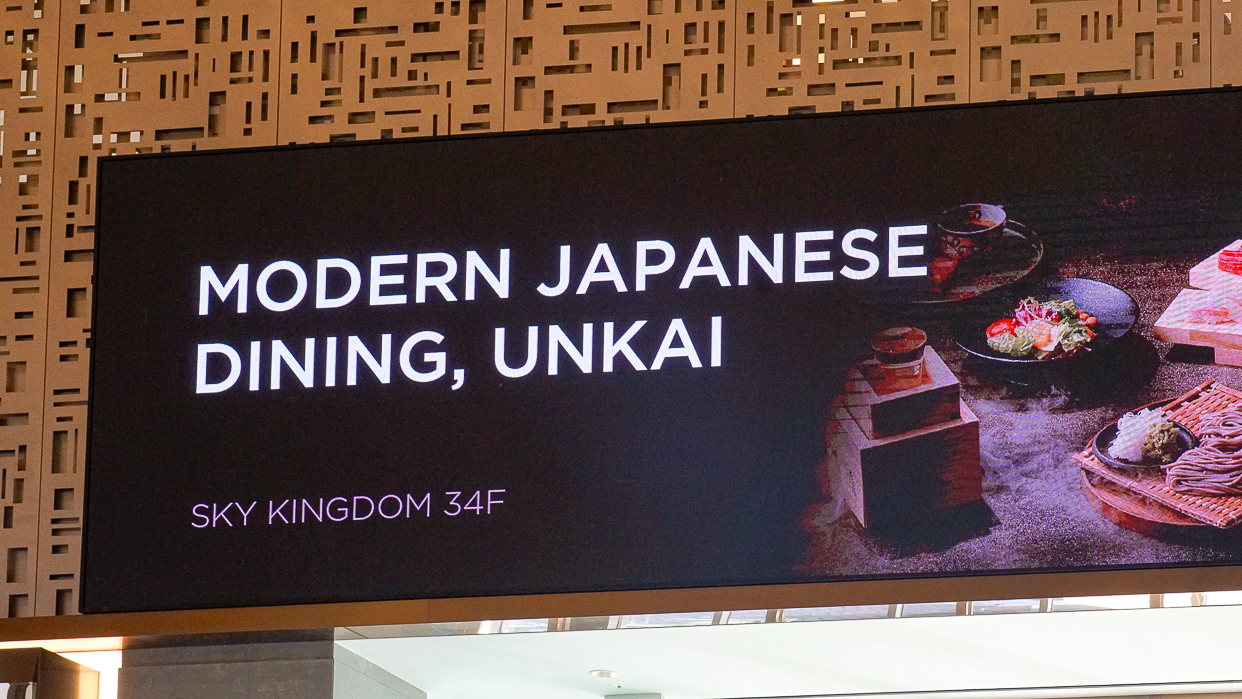 MODERN JAPANESE
DINING, UNKAI
SKY KINGDOM 34F